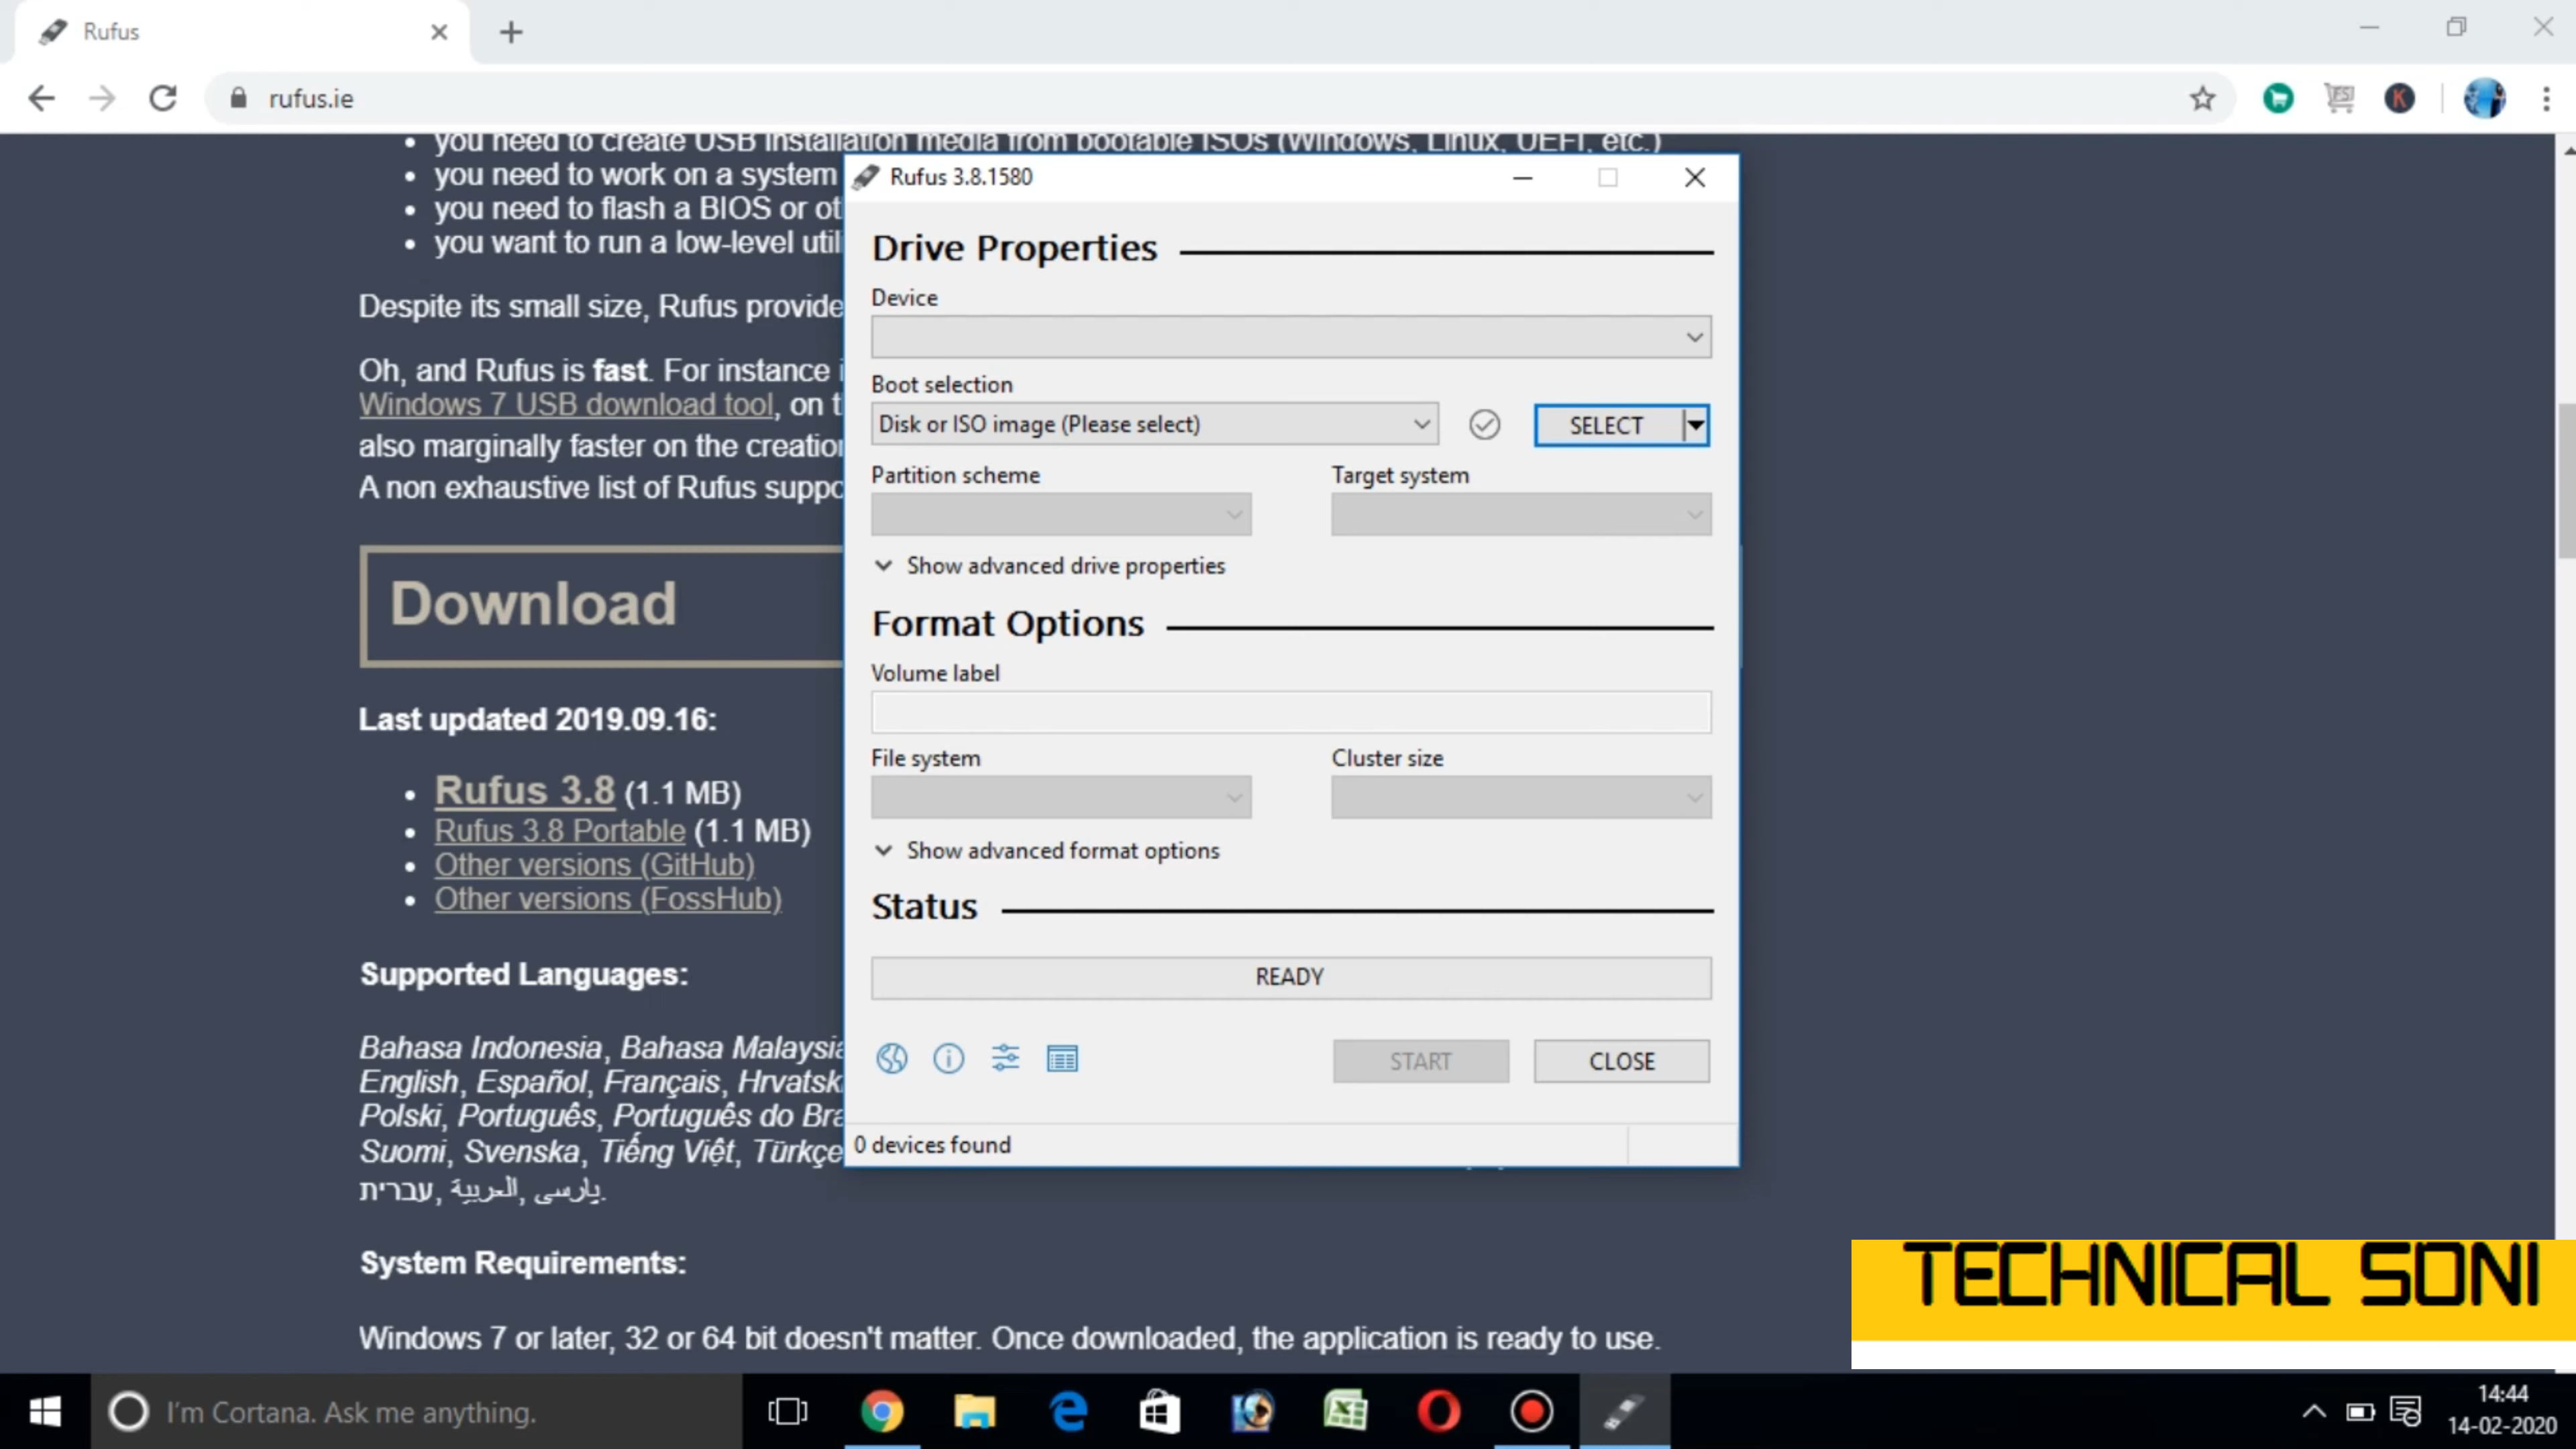 Rufus
rufus.ie
you need to create USB installation media from bootable ISOs (Windows, Linux, UEFI, etc.)
you need to work on a system
you need to flash a BIOS or ot
you want to run a low-level util
Despite its small size, Rufus provide
Oh, and Rufus is fast. For instance i
Windows 7 USB download tool, on t
also marginally faster on the creation
A non exhaustive list of Rufus suppo
Download
Last updated 2019.09.16:
Rufus 3.8 (1.1 MB)
Rufus 3.8 Portable (1.1 MB)
Other versions (GitHub)
Other versions (FossHub)
Supported Languages:
Bahasa Indonesia, Bahasa Malaysia
English, Español, Français, Hrvatsk
Polski, Português, Português do Bra
Suomi, Svenska, Tiếng Việt, Türkçe
עברית, العربية, پارسی.
System Requirements:
Windows 7 or later, 32 or 64 bit doesn't matter. Once downloaded, the application is ready to use.
Rufus 3.8.1580
Drive Properties
Device
Boot selection
Disk or ISO image (Please select)
SELECT
Partition scheme
Target system
Show advanced drive properties
Format Options
Volume label
File system
Cluster size
Show advanced format options
Status
READY
START
CLOSE
0 devices found
TECHNICAL SONI
I'm Cortana. Ask me anything.
14:44
14-02-2020